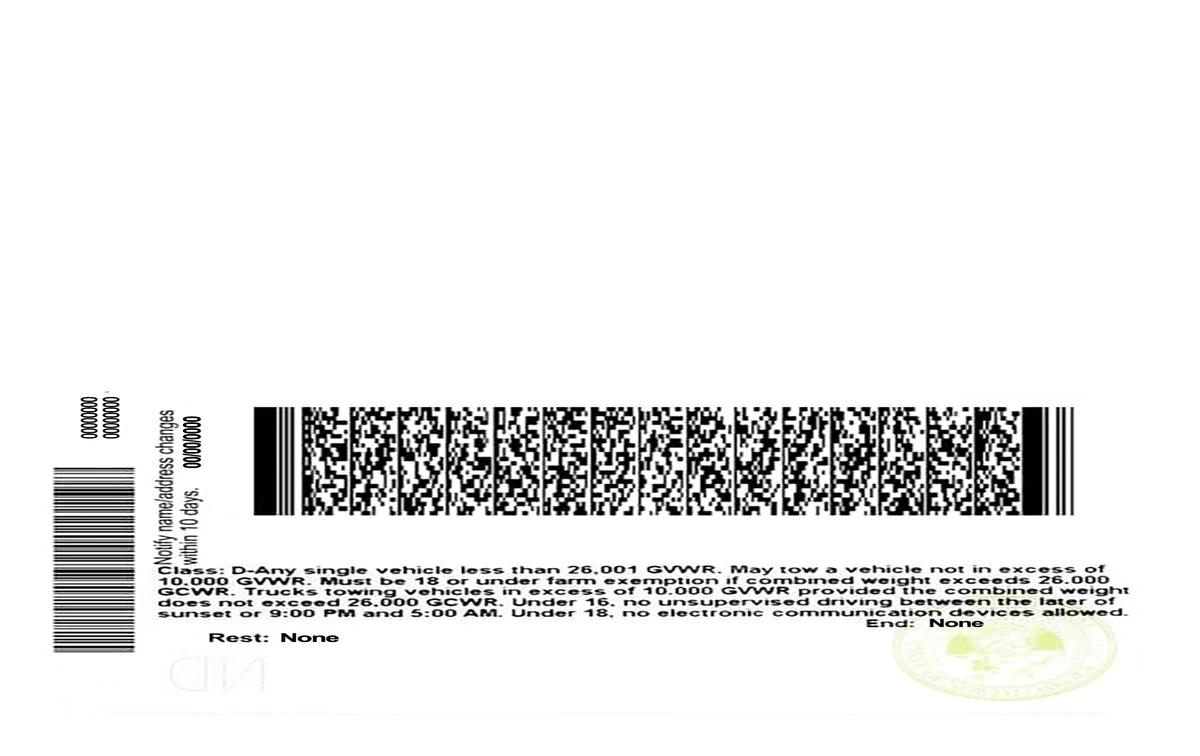 00000000
00000000
Notify name/address changes
within 10 days. 00/00/0000
Class: D-Any single vehicle less than 26,001 GVWR. May tow a vehicle not in excess of
10.000 GVWR. Must be 18 or under farm exemption if combined weight exceeds 26.000
GCWR. Trucks towing vehicles in excess of 10.000 GVWR provided the combined weight
does not exceed 26.000 GCWR. Under 16, no unsupervised driving between the later of
sunset or 9:00 PM and 5:00 AM. Under 18, no electronic communication devices allowed.
End: None
Rest: None
ND